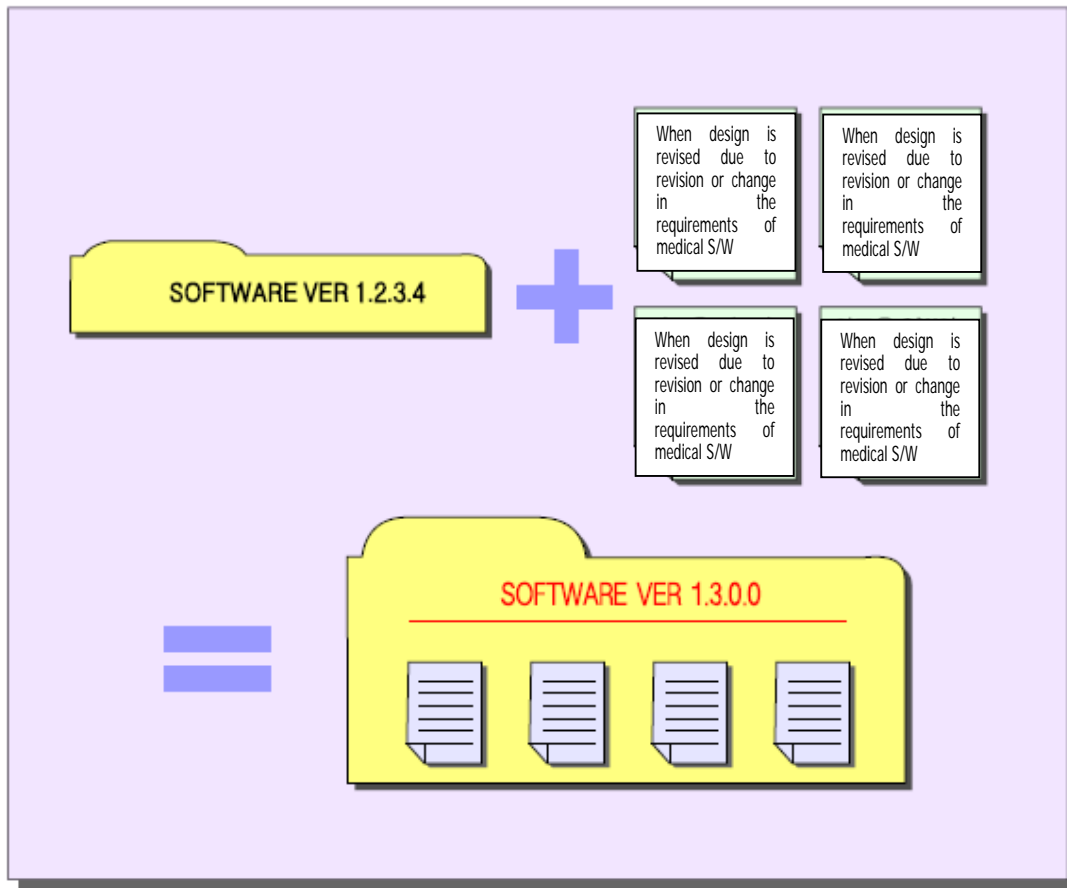 When design is
revised due to
revision or change
in the
requirements of
medical S/W
When design is
revised due to
revision or change
in the
requirements of
medical S/W
SOFTWARE VER 1.2.3.4
When design is
revised due to
revision or change
in the
requirements of
medical S/W
When design is
revised due to
revision or change
in the
requirements of
medical S/W
SOFTWARE VER 1.3.0.0